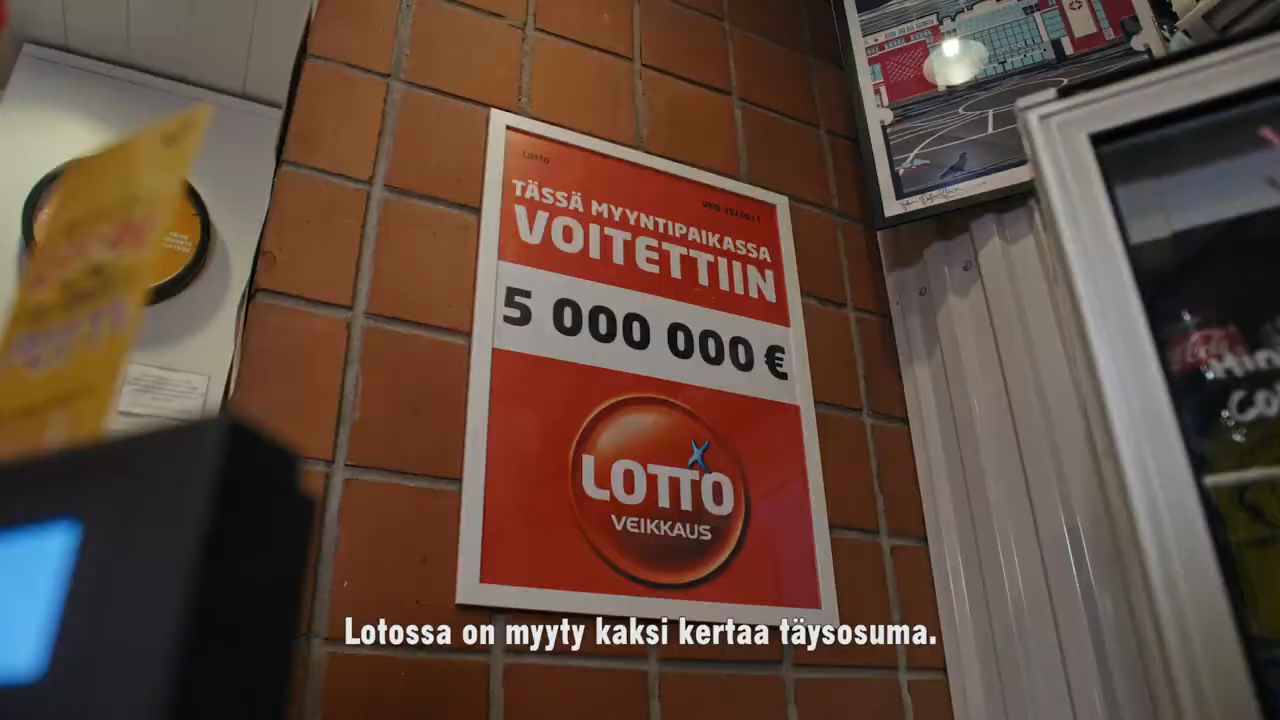 Lotto
TÄSSÄ MYYNTIPAIKASSA
VOITETTIIN
5 000 000 €
LOTTO
VEIKKAUS
Lotossa on myyty kaksi kertaa täysosuma.